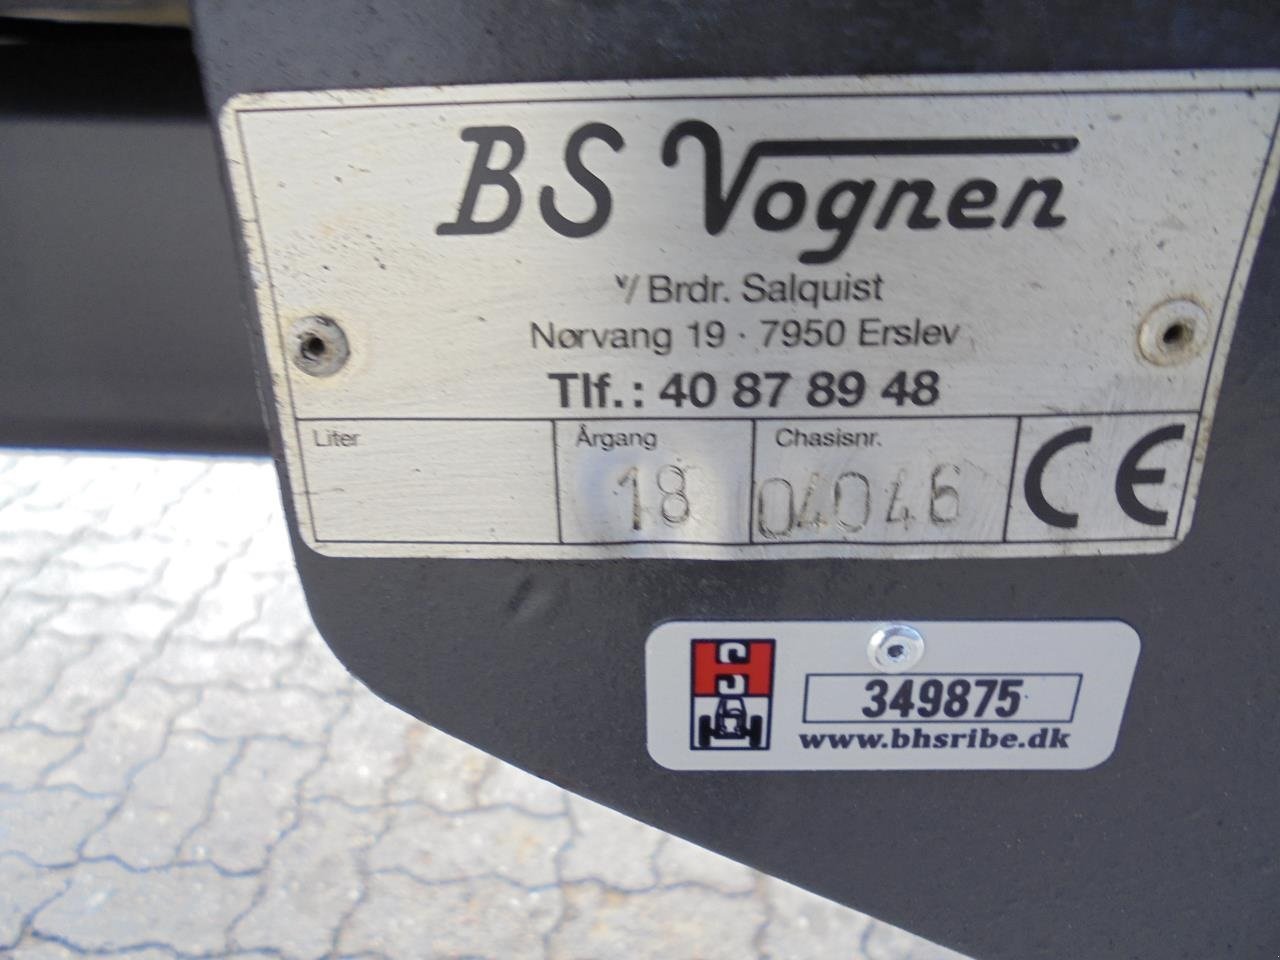 BS Vognen
v/ Brdr. Salquist
Nørvang 19 · 7950 Erslev
Tlf.: 40 87 89 48
Liter Årgang Chasisnr.
18 04046 CE
HS
349875
www.bhsribe.dk